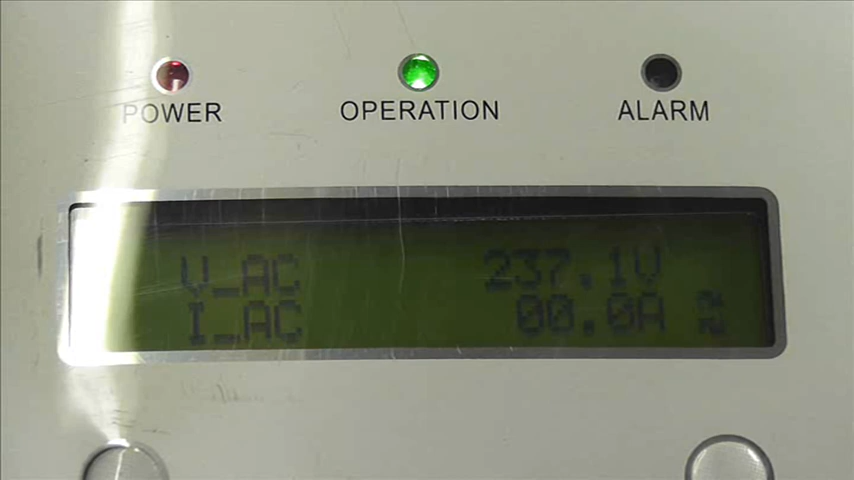 POWER OPERATION ALARM
V_AC 237.1V
I_AC 00.0A